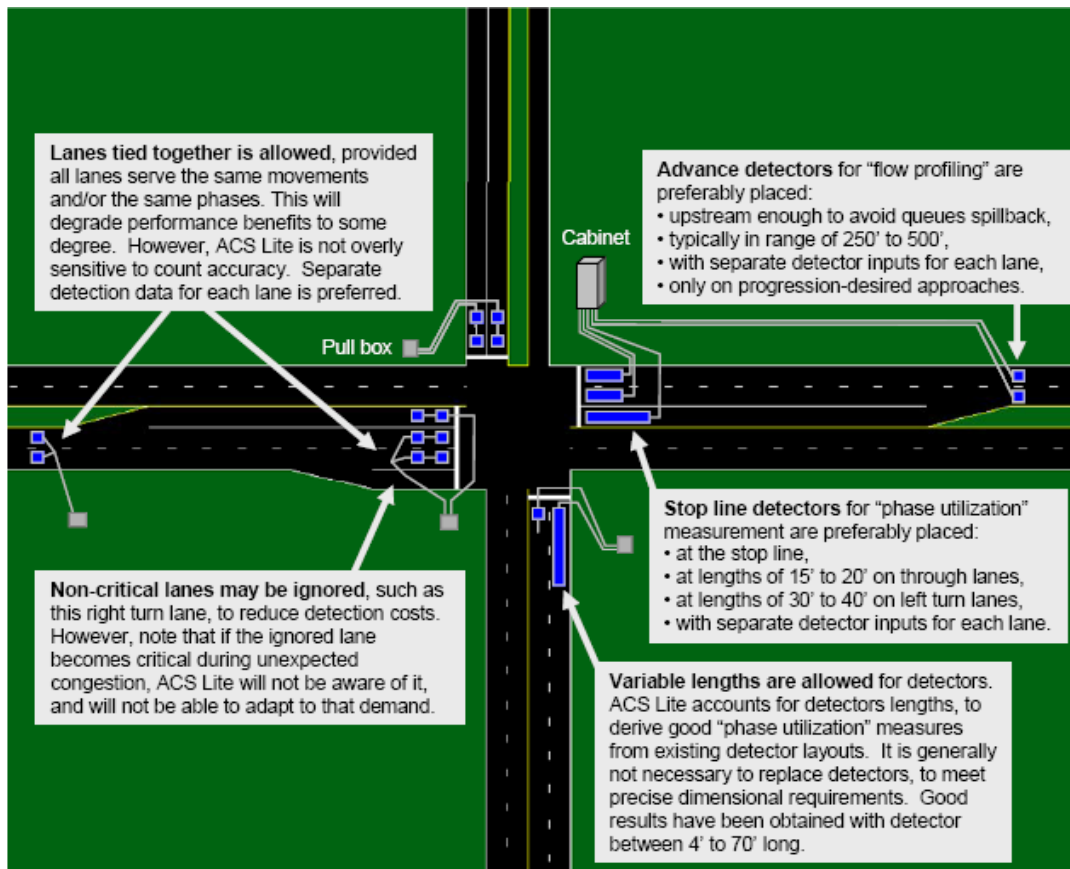 Lanes tied together is allowed, provided
all lanes serve the same movements
and/or the same phases. This will
degrade performance benefits to some
degree. However, ACS Lite is not overly
sensitive to count accuracy. Separate
detection data for each lane is preferred.
Advance detectors for “flow profiling” are
preferably placed:
• upstream enough to avoid queues spillback,
• typically in range of 250’ to 500’,
• with separate detector inputs for each lane,
• only on progression-desired approaches.
Cabinet
Pull box
Stop line detectors for “phase utilization”
measurement are preferably placed:
• at the stop line,
• at lengths of 15’ to 20’ on through lanes,
• at lengths of 30’ to 40’ on left turn lanes,
• with separate detector inputs for each lane.
Non-critical lanes may be ignored, such as
this right turn lane, to reduce detection costs.
However, note that if the ignored lane
becomes critical during unexpected
congestion, ACS Lite will not be aware of it,
and will not be able to adapt to that demand.
Variable lengths are allowed for detectors.
ACS Lite accounts for detectors lengths, to
derive good “phase utilization” measures
from existing detector layouts. It is generally
not necessary to replace detectors, to meet
precise dimensional requirements. Good
results have been obtained with detector
between 4’ to 70’ long.